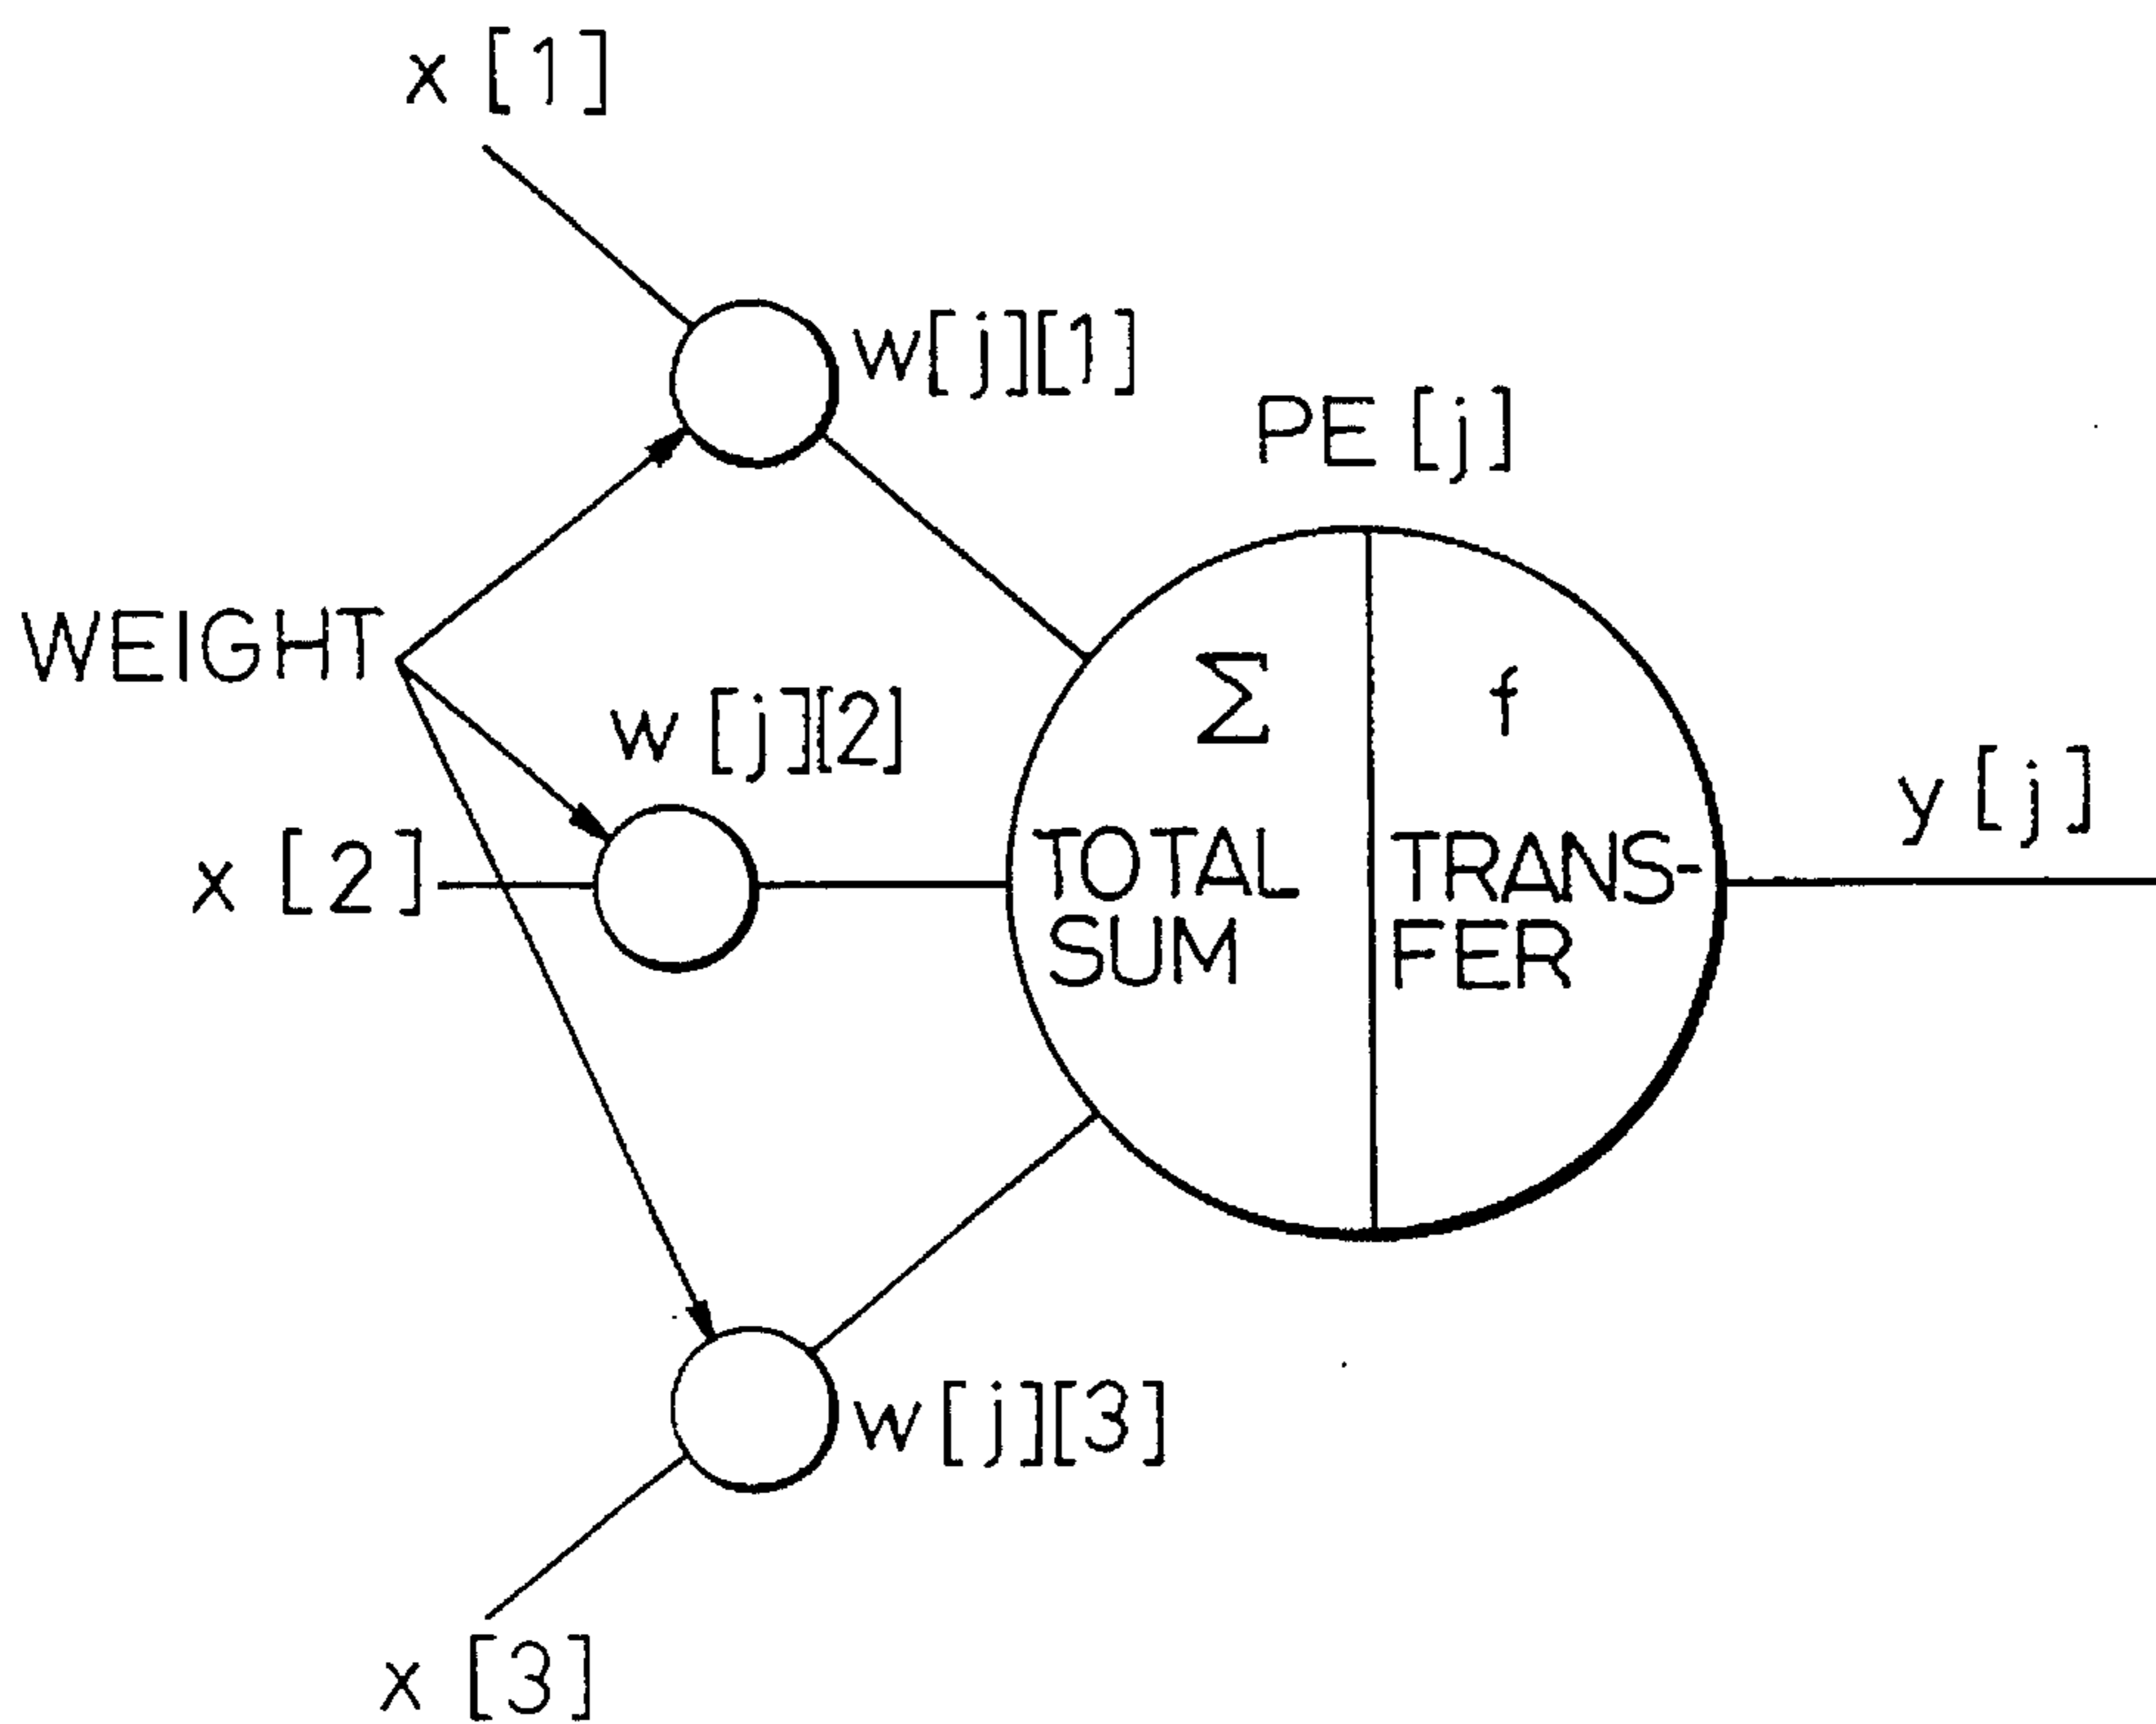 x [1]
w[j][1]
PE [j]
WEIGHT
w [j][2]
Σ
f
y [j]
x [2]
TOTAL
SUM
TRANS-
FER
w[j][3]
x [3]